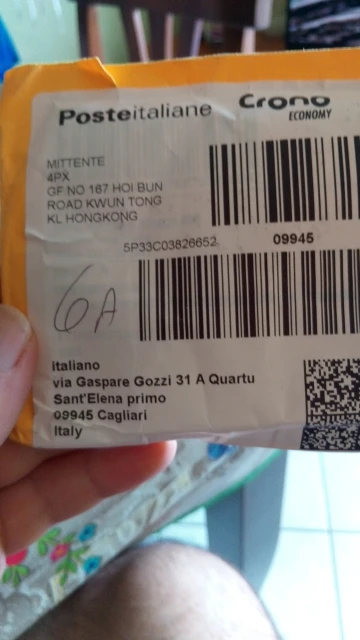 Posteitaliane
Crono
ECONOMY
MITTENTE
4PX
GF NO 167 HOI BUN
ROAD KWUN TONG
KL HONGKONG
5P33C03826652
09945
6A
italiano
via Gaspare Gozzi 31 A Quartu
Sant'Elena primo
09945 Cagliari
Italy